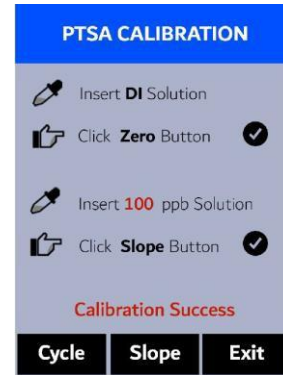 PTSA CALIBRATION
Insert DI Solution
Click Zero Button
Insert 100 ppb Solution
Click Slope Button
Calibration Success
Cycle Slope Exit